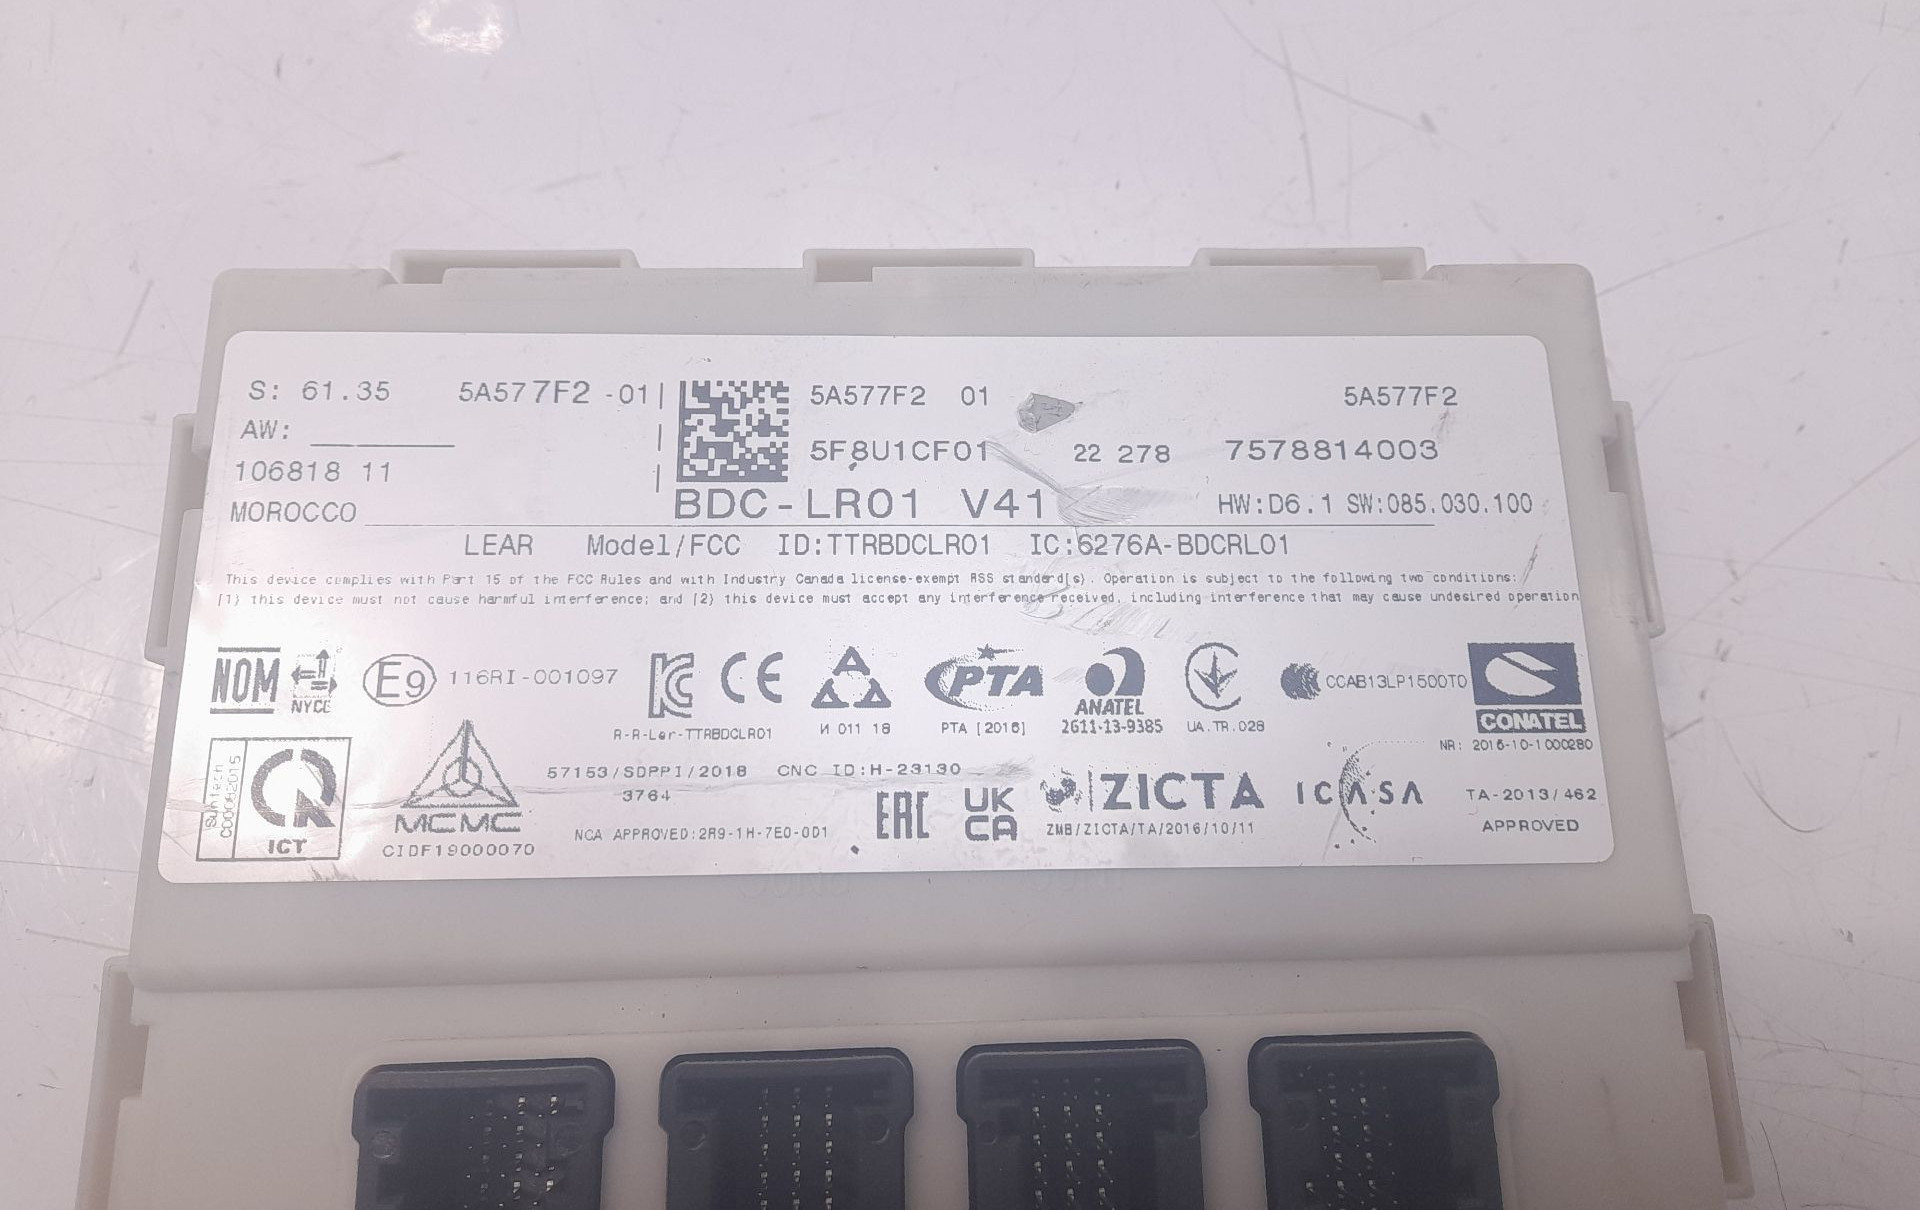 S: 61.35 5A577F2 -01 5A577F2 01 5A577F2
AW:
5F8U1CF01 22 278 7578814003
106818 11
BDC-LR01 V41 HW:D6.1 SW:085.030.100
MOROCCO
LEAR Model/FCC ID:TTRBDCLR01 IC:6276A-BDCRL01
This device complies with Part 15 of the FCC Rules and with Industry Canada license-exempt RSS standard(s). Operation is subject to the following two conditions:
(1) this device must not cause harmful interference; and (2) this device must accept any interference received, including interference that may cause undesired operation
NOM NYCE E9 116RI-001097 KC CE A PTA ANATEL CCAB13LP1500T0 CONATEL
R-R-Ler-TTRBDCLR01 И 011 18 PTA [2016] 2611-13-9385 UA.TR.028
NR: 2016-10-1000280
Suntech
ICT
MCMC
CIDF19000070
57153/SDPPI/2018 CNC ID:H-23130
3764
NCA APPROVED:2R9-1H-7E0-0D1
EAC UK CA
ZICTA
ZMB/ZICTA/TA/2016/10/11
ICASA TA-2013/462
APPROVED